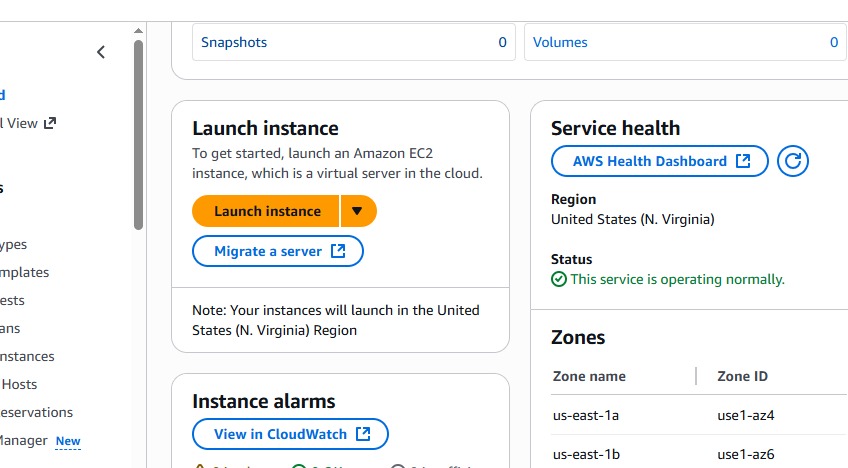 Snapshots 0
Volumes 0
l View
Launch instance
To get started, launch an Amazon EC2
instance, which is a virtual server in the cloud.
Launch instance
Migrate a server
Note: Your instances will launch in the United
States (N. Virginia) Region
Instance alarms
View in CloudWatch
Service health
AWS Health Dashboard
Region
United States (N. Virginia)
Status
This service is operating normally.
Zones
Zone name Zone ID
us-east-1a use1-az4
us-east-1b use1-az6
d
s
ypes
mplates
ests
ans
nstances
Hosts
eservations
Manager New